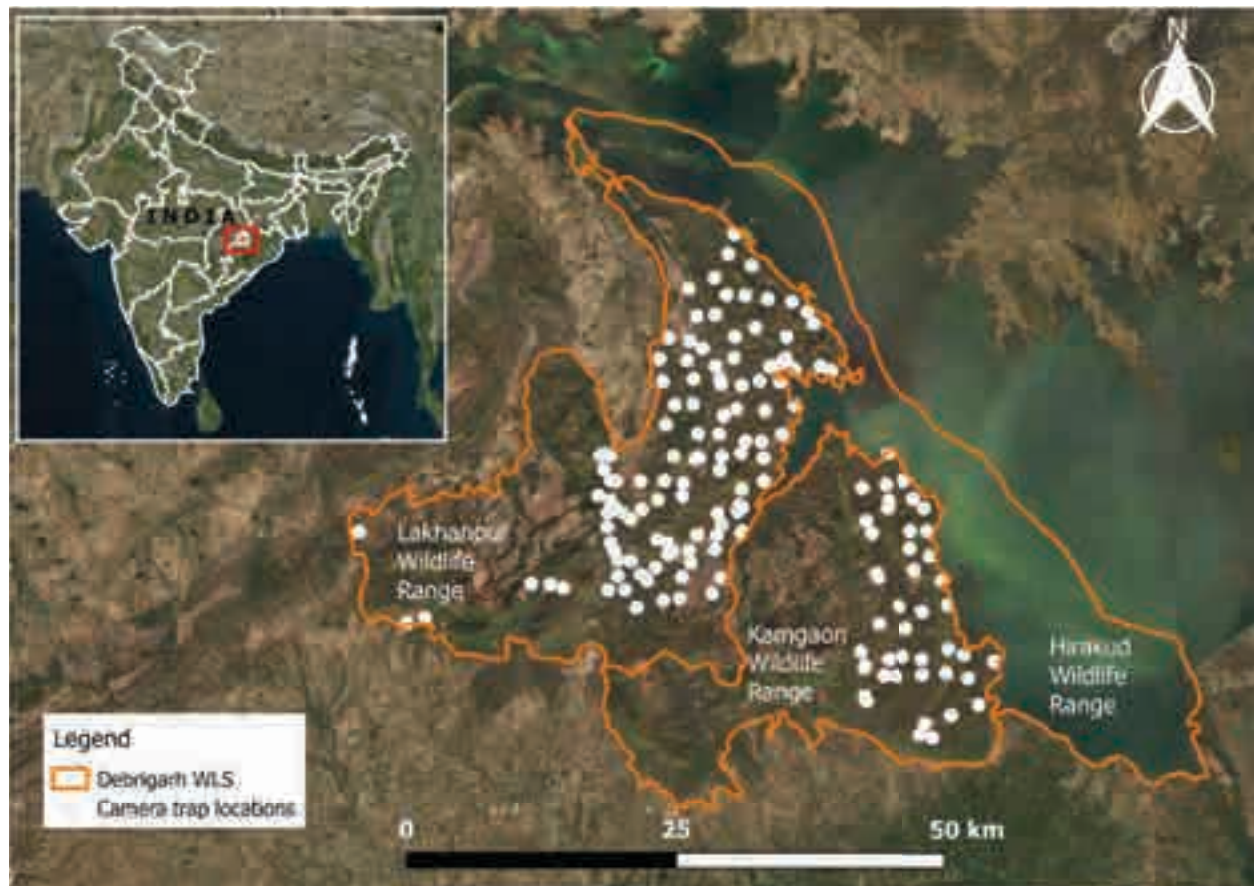 INDIA
N
Lakhanpur
Wildlife
Range
Kamgaon
Wildlife
Range
Hirakud
Wildlife
Range
Legend
Debrigarh WLS
Camera trap locations
0 25 50 km